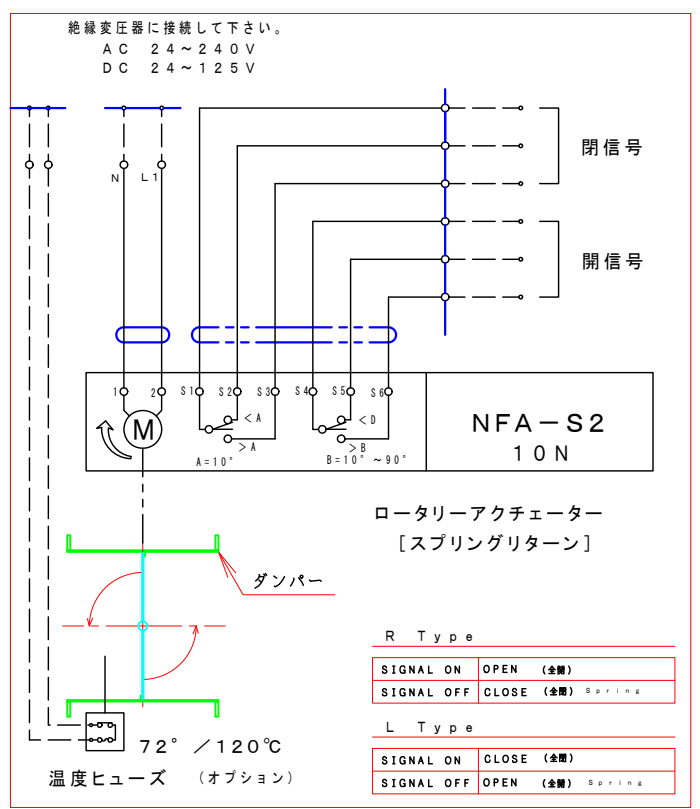 絶縁変圧器に接続して下さい。
AC 24～240V
DC 24～125V
閉信号
N L1
開信号
1 2 S1 S2 S3 S4 S5 S6
<A <D
M
>A >B
A=10° B=10° ～90°
NFA－S2
10N
ロータリーアクチェーター
[スプリングリターン]
ダンパー
R Type
SIGNAL ON OPEN (全開)
SIGNAL OFF CLOSE (全閉) Spring
L Type
SIGNAL ON CLOSE (全閉)
SIGNAL OFF OPEN (全開) Spring
72° ／120℃
温度ヒューズ （オプション）